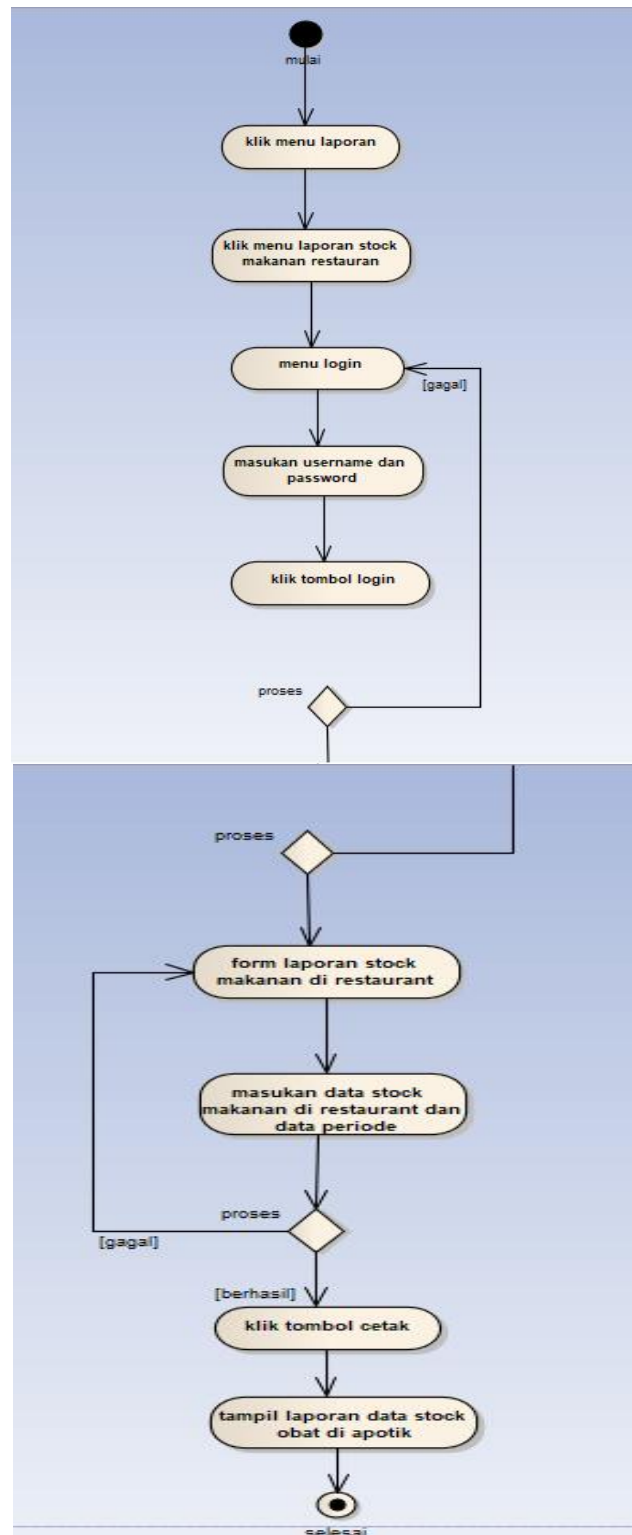 mulai
klik menu laporan
klik menu laporan stock
makanan restauran
menu login
[gagal]
masukan username dan
password
klik tombol login
proses
proses
form laporan stock
makanan di restaurant
masukan data stock
makanan di restaurant dan
data periode
proses
[gagal]
[berhasil]
klik tombol cetak
tampil laporan data stock
obat di apotik
selesai